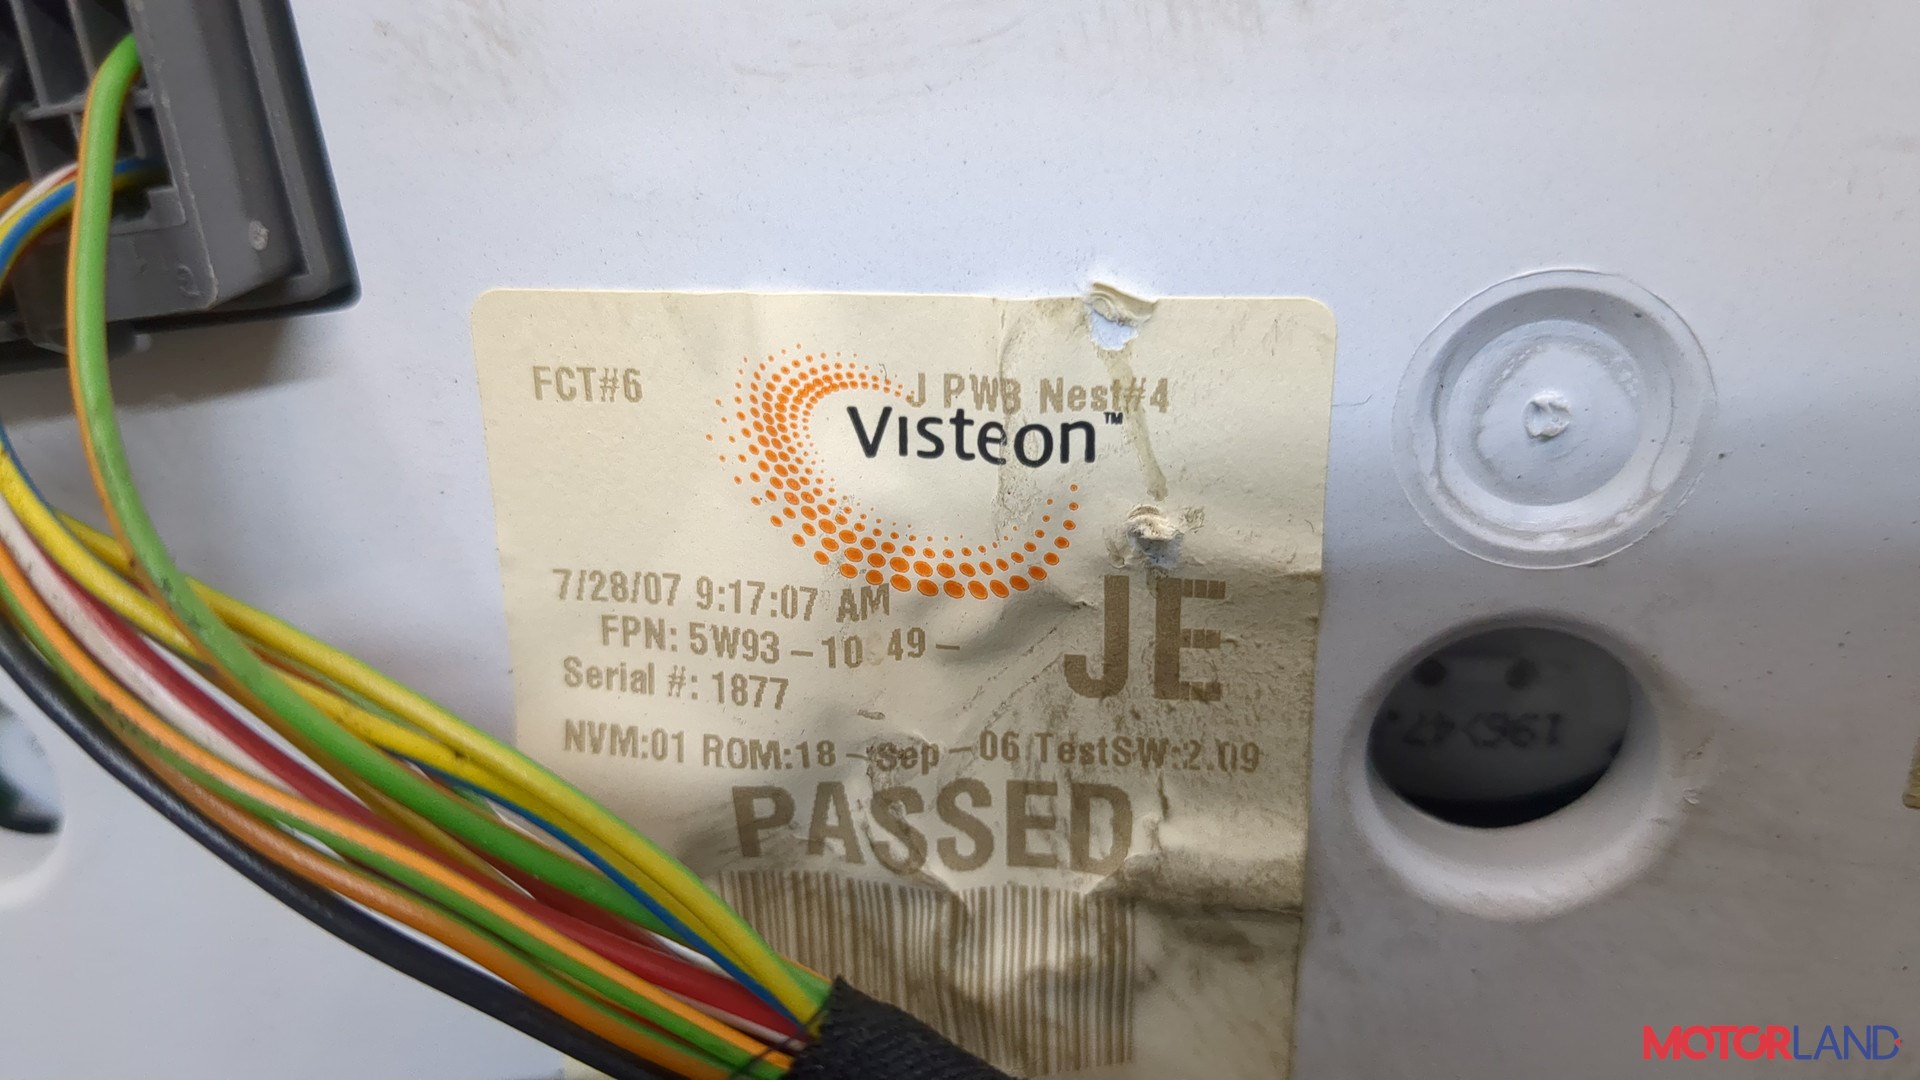 FCT#6 J PWB Nest#4
Visteon™
7/28/07 9:17:07 AM
FPN: 5W93-10 49-
JE
Serial #: 1877
NVM:01 ROM:18-Sep-06 TestSW:2.09
PASSED
MOTORLAND